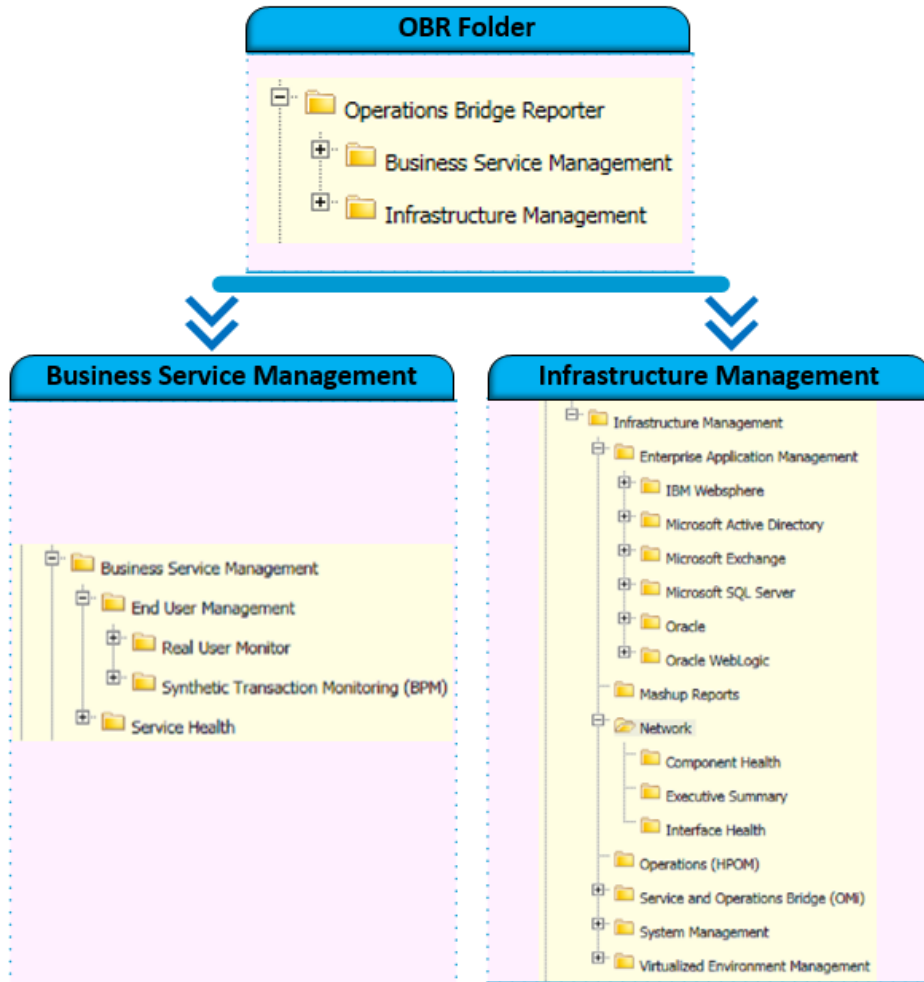 OBR Folder
Operations Bridge Reporter
Business Service Management
Infrastructure Management
Business Service Management
Business Service Management
End User Management
Real User Monitor
Synthetic Transaction Monitoring (BPM)
Service Health
Infrastructure Management
Infrastructure Management
Enterprise Application Management
IBM Websphere
Microsoft Active Directory
Microsoft Exchange
Microsoft SQL Server
Oracle
Oracle WebLogic
Mashup Reports
Network
Component Health
Executive Summary
Interface Health
Operations (HPOM)
Service and Operations Bridge (OMi)
System Management
Virtualized Environment Management